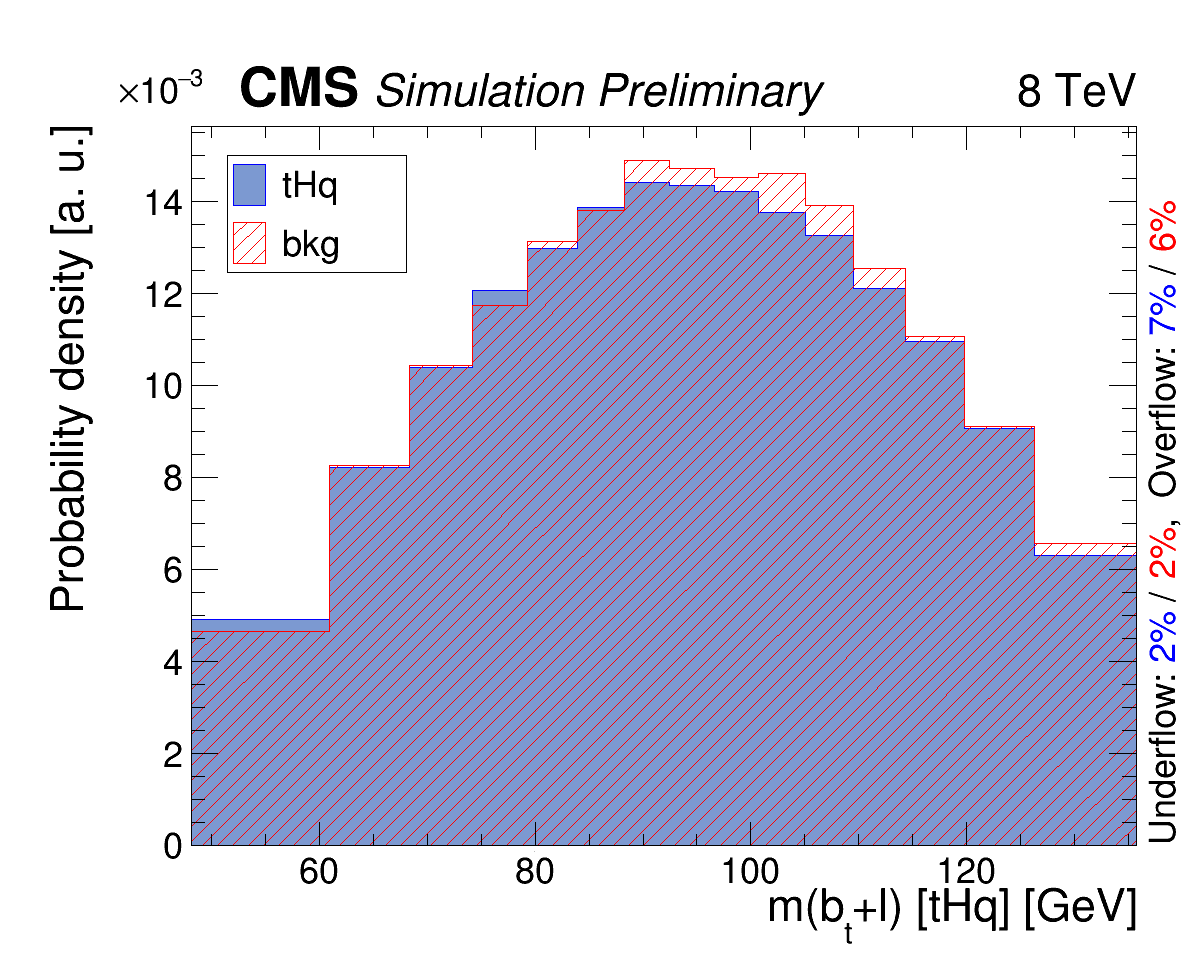 ×10⁻³ CMS Simulation Preliminary 8 TeV
Probability density [a. u.]
tHq
bkg
14
12
10
8
6
4
2
0
60 80 100 120
m(b_t+l) [tHq] [GeV]
Underflow: 2% / 2%, Overflow: 7% / 6%